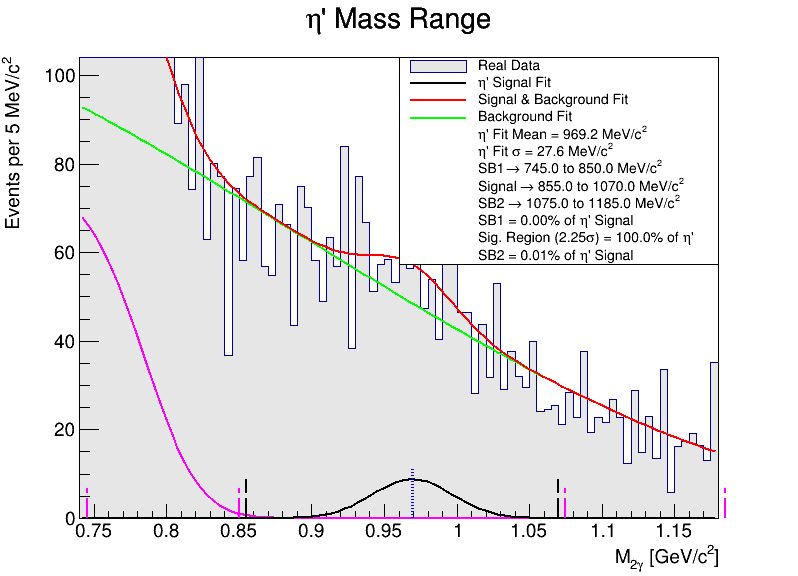 η' Mass Range
Events per 5 MeV/c²
100
80
60
40
20
0
Real Data
η' Signal Fit
Signal & Background Fit
Background Fit
η' Fit Mean = 969.2 MeV/c²
η' Fit σ = 27.6 MeV/c²
SB1 → 745.0 to 850.0 MeV/c²
Signal → 855.0 to 1070.0 MeV/c²
SB2 → 1075.0 to 1185.0 MeV/c²
SB1 = 0.00% of η' Signal
Sig. Region (2.25σ) = 100.0% of η'
SB2 = 0.01% of η' Signal
0.75 0.8 0.85 0.9 0.95 1 1.05 1.1 1.15
M₂γ [GeV/c²]